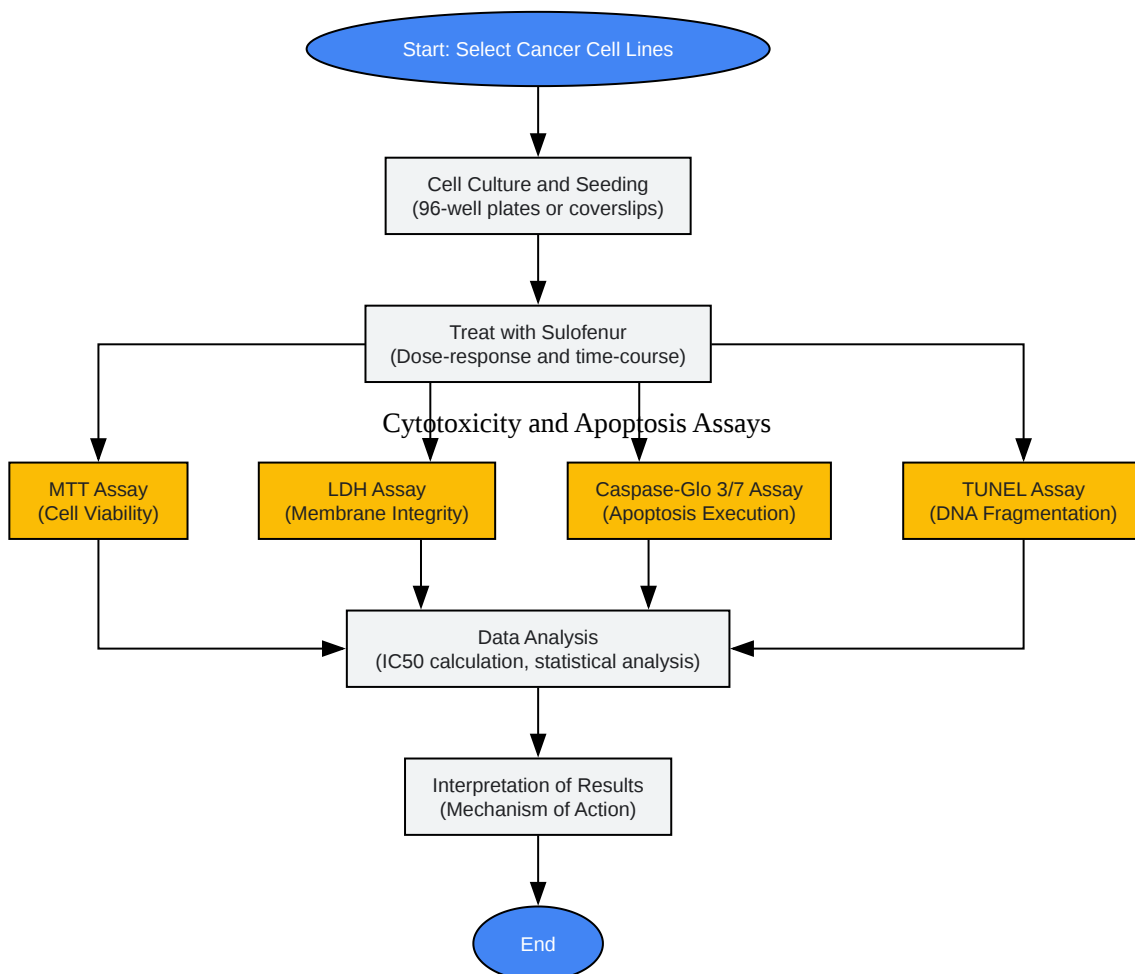 Start: Select Cancer Cell Lines
Cell Culture and Seeding
(96-well plates or coverslips)
Treat with Sulofenur
(Dose-response and time-course)
Cytotoxicity and Apoptosis Assays
MTT Assay
(Cell Viability)
LDH Assay
(Membrane Integrity)
Caspase-Glo 3/7 Assay
(Apoptosis Execution)
TUNEL Assay
(DNA Fragmentation)
Data Analysis
(IC50 calculation, statistical analysis)
Interpretation of Results
(Mechanism of Action)
End